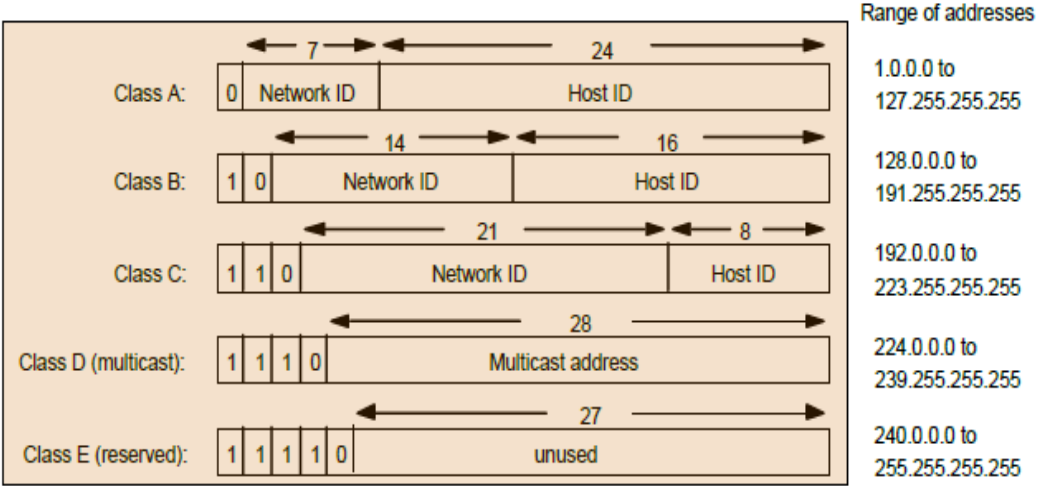 Range of addresses
7 24
Class A: 0 Network ID Host ID 1.0.0.0 to
127.255.255.255
14 16
Class B: 1 0 Network ID Host ID 128.0.0.0 to
191.255.255.255
21 8
Class C: 1 1 0 Network ID Host ID 192.0.0.0 to
223.255.255.255
28
Class D (multicast): 1 1 1 0 Multicast address 224.0.0.0 to
239.255.255.255
27
Class E (reserved): 1 1 1 1 0 unused 240.0.0.0 to
255.255.255.255